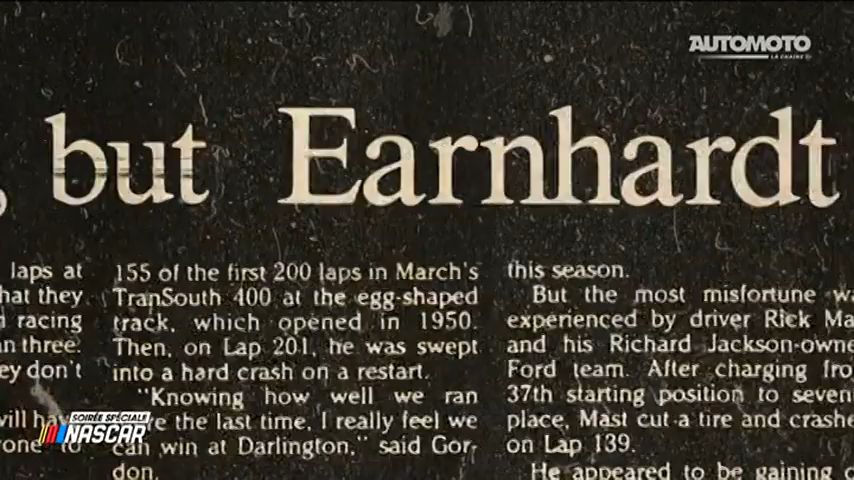 AUTOMOTO
LA CHAINE
, but Earnhardt
laps at
hat they
racing
an three.
ey don't
will hav
yone to
155 of the first 200 laps in March's
TranSouth 400 at the egg-shaped
track, which opened in 1950.
Then, on Lap 201, he was swept
into a hard crash on a restart.
"Knowing how well we ran
e the last time, I really feel we
can win at Darlington," said Gor-
don.
this season.
But the most misfortune wa
experienced by driver Rick Ma
and his Richard Jackson-owne
Ford team. After charging fro
37th starting position to seven
place, Mast cut a tire and crashe
on Lap 139.
He appeared to be gaining o
SOIRÉE SPÉCIALE
NASCAR